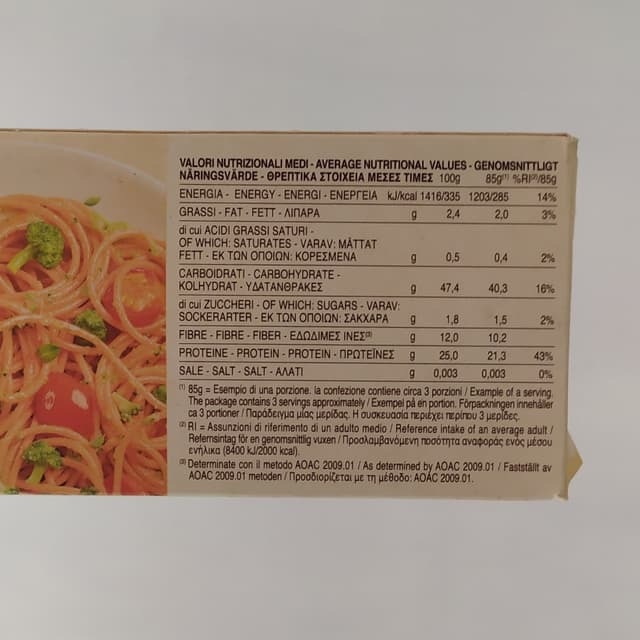 VALORI NUTRIZIONALI MEDI - AVERAGE NUTRITIONAL VALUES - GENOMSNITTLIGT
NÄRINGSVÄRDE - ΘΡΕΠΤΙΚΑ ΣΤΟΙΧΕΙΑ ΜΕΣΕΣ ΤΙΜΕΣ 100g 85g(1) %RI(2)/85g
ENERGIA - ENERGY - ENERGI - ΕΝΕΡΓΕΙΑ kJ/kcal 1416/335 1203/285 14%
GRASSI - FAT - FETT - ΛΙΠΑΡΑ g 2,4 2,0 3%
di cui ACIDI GRASSI SATURI -
OF WHICH: SATURATES - VARAV: MÄTTAT
FETT - ΕΚ ΤΩΝ ΟΠΟΙΩΝ: ΚΟΡΕΣΜΕΝΑ g 0,5 0,4 2%
CARBOIDRATI - CARBOHYDRATE -
KOLHYDRAT - ΥΔΑΤΑΝΘΡΑΚΕΣ g 47,4 40,3 16%
di cui ZUCCHERI - OF WHICH: SUGARS - VARAV:
SOCKERARTER - ΕΚ ΤΩΝ ΟΠΟΙΩΝ: ΣΑΚΧΑΡΑ g 1,8 1,5 2%
FIBRE - FIBRE - FIBER - ΕΔΩΔΙΜΕΣ ΙΝΕΣ(3) g 12,0 10,2
PROTEINE - PROTEIN - PROTEIN - ΠΡΩΤΕΪΝΕΣ g 25,0 21,3 43%
SALE - SALT - SALT - ΑΛΑΤΙ g 0,003 0,003 0%
(1) 85g = Esempio di una porzione. la confezione contiene circa 3 porzioni / Example of a serving.
The package contains 3 servings approximately / Exempel på en portion. Förpackningen innehåller
ca 3 portioner / Παράδειγμα μίας μερίδας. Η συσκευασία περιέχει περίπου 3 μερίδες.
(2) RI = Assunzioni di riferimento di un adulto medio / Reference intake of an average adult /
Refernsintag för en genomsnittlig vuxen / Προσλαμβανόμενη ποσότητα αναφοράς ενός μέσου
ενήλικα (8400 kJ/2000 kcal).
(3) Determinate con il metodo AOAC 2009.01 / As determined by AOAC 2009.01 / Fastställt av
AOAC 2009.01 metoden / Προσδιορίζεται με τη μέθοδο: AOAC 2009.01.